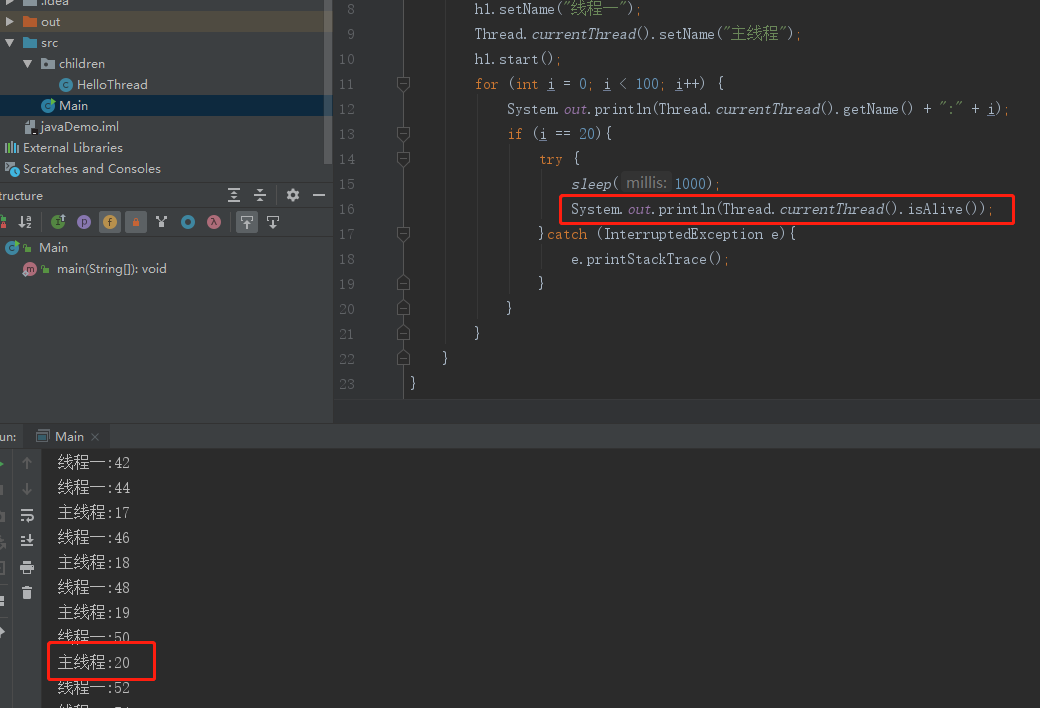 .idea
out
src
children
HelloThread
Main
javaDemo.iml
External Libraries
Scratches and Consoles
tructure
Main
main(String[]): void
8 h1.setName("线程一");
9 Thread.currentThread().setName("主线程");
10 h1.start();
11 for (int i = 0; i < 100; i++) {
12 System.out.println(Thread.currentThread().getName() + ":" + i);
13 if (i == 20){
14 try {
15 sleep( millis: 1000);
16 System.out.println(Thread.currentThread().isAlive());
17 }catch (InterruptedException e){
18 e.printStackTrace();
19 }
20 }
21 }
22 }
23 }
un: Main
线程一:42
线程一:44
主线程:17
线程一:46
主线程:18
线程一:48
主线程:19
线程一:50
主线程:20
线程一:52